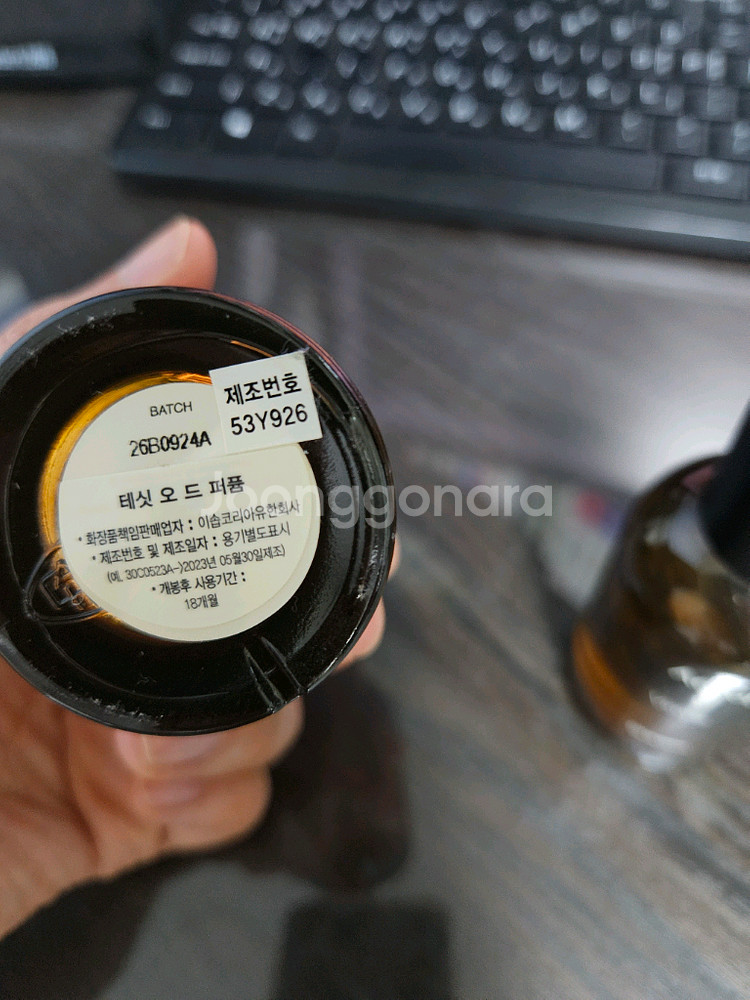 BATCH
26B0924A
제조번호
53Y926
테싯 오 드 퍼퓸
• 화장품책임판매업자 : 이솝코리아유한회사
• 제조번호 및 제조일자 : 용기별도표시
(예. 30C0523A->2023년 05월30일제조)
• 개봉후 사용기간 :
18개월
Joonggonara